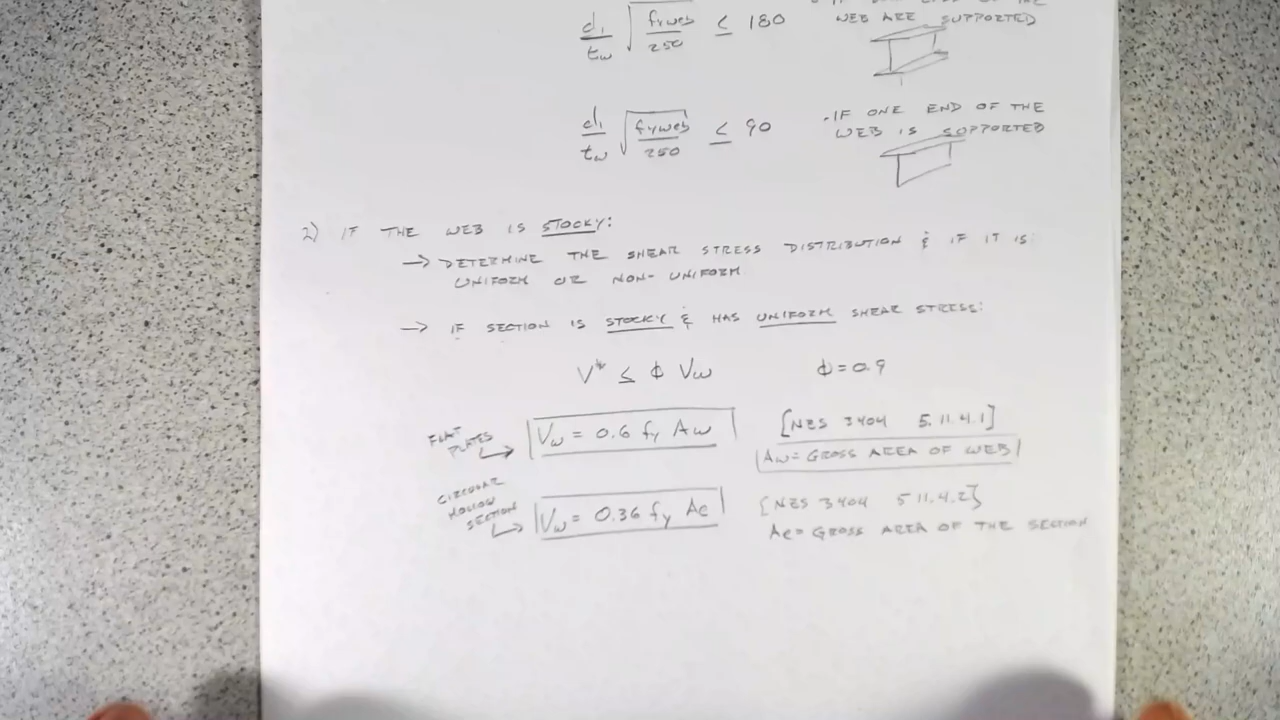 d1/tw √(fyweb/250) ≤ 180
WEB ARE SUPPORTED
d1/tw √(fyweb/250) ≤ 90
. IF ONE END OF THE
WEB IS SUPPORTED
2) IF THE WEB IS STOCKY:
→ DETERMINE THE SHEAR STRESS DISTRIBUTION & IF IT IS
UNIFORM OR NON-UNIFORM
→ IF SECTION IS STOCKY & HAS UNIFORM SHEAR STRESS:
V* ≤ ϕ Vw ϕ = 0.9
FLAT
PLATES
Vw = 0.6 fy Aw
[NZS 3404 5.11.4.1]
Aw = GROSS AREA OF WEB
CIRCULAR
HOLLOW
SECTION
Vw = 0.36 fy Ae
[NZS 3404 5.11.4.2]
Ae = GROSS AREA OF THE SECTION